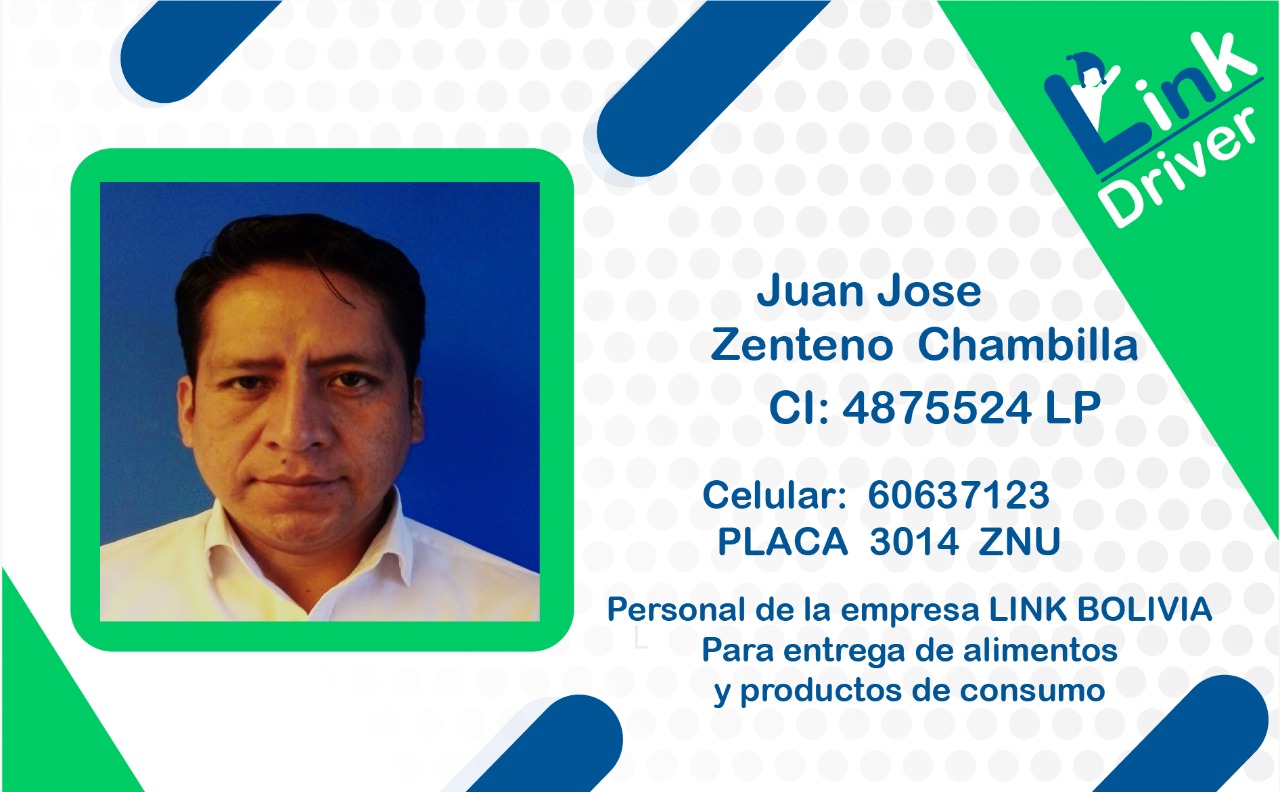 Link
Driver
Juan Jose
Zenteno Chambilla
CI: 4875524 LP
Celular: 60637123
PLACA 3014 ZNU
Personal de la empresa LINK BOLIVIA
L
Para entrega de alimentos
y productos de consumo